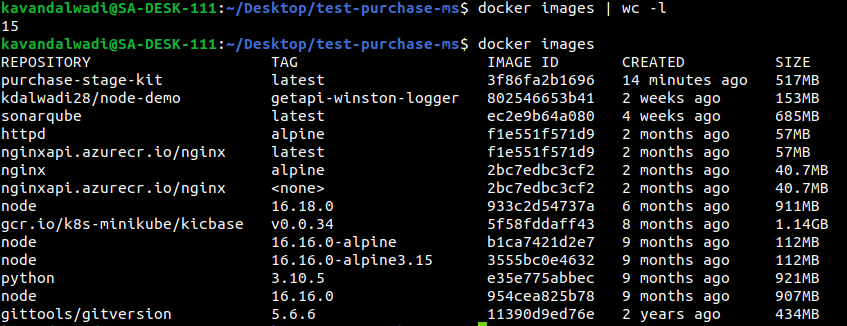 kavandalwadi@SA-DESK-111:~/Desktop/test-purchase-ms$ docker images | wc -l
15
kavandalwadi@SA-DESK-111:~/Desktop/test-purchase-ms$ docker images
REPOSITORY TAG IMAGE ID CREATED SIZE
purchase-stage-kit latest 3f86fa2b1696 14 minutes ago 517MB
kdalwadi28/node-demo getapi-winston-logger 802546653b41 2 weeks ago 153MB
sonarqube latest ec2e9b64a080 4 weeks ago 685MB
httpd alpine f1e551f571d9 2 months ago 57MB
nginxapi.azurecr.io/nginx latest f1e551f571d9 2 months ago 57MB
nginx alpine 2bc7edbc3cf2 2 months ago 40.7MB
nginxapi.azurecr.io/nginx <none> 2bc7edbc3cf2 2 months ago 40.7MB
node 16.18.0 933c2d54737a 6 months ago 911MB
gcr.io/k8s-minikube/kicbase v0.0.34 5f58fddaff43 8 months ago 1.14GB
node 16.16.0-alpine b1ca7421d2e7 9 months ago 112MB
node 16.16.0-alpine3.15 3555bc0e4632 9 months ago 112MB
python 3.10.5 e35e775abbec 9 months ago 921MB
node 16.16.0 954cea825b78 9 months ago 907MB
gittools/gitversion 5.6.6 11390d9ed76e 2 years ago 434MB